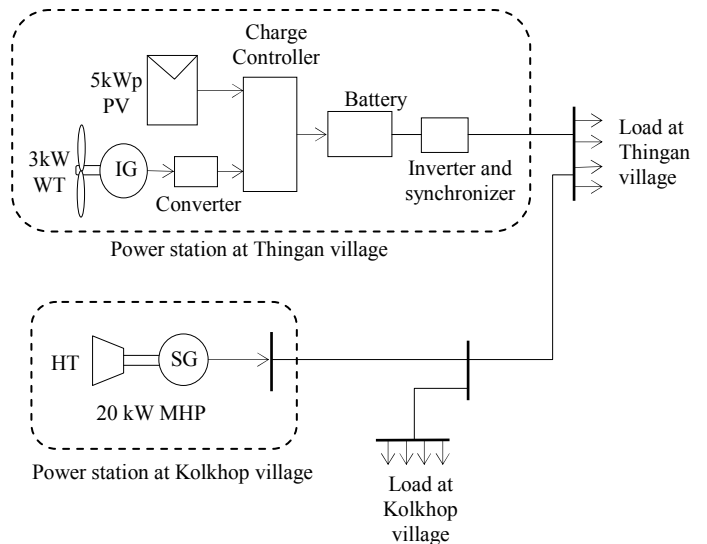 Charge
Controller
5kWp
PV
Battery
3kW
WT
IG
Converter
Inverter and
synchronizer
Load at
Thingan
village
Power station at Thingan village
HT
SG
20 kW MHP
Power station at Kolkhop village
Load at
Kolkhop
village